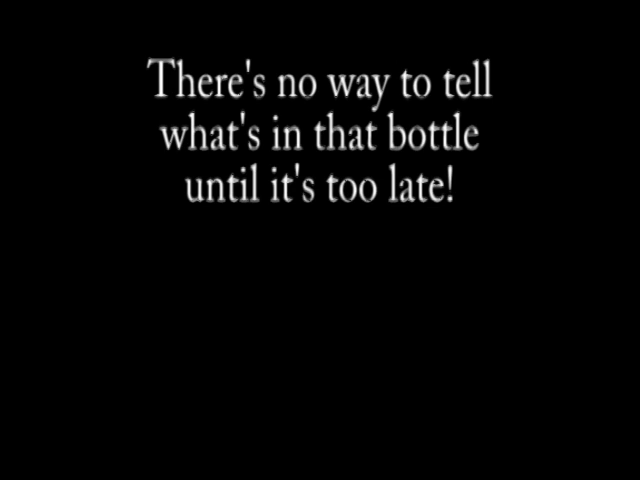 There's no way to tell
what's in that bottle
until it's too late!